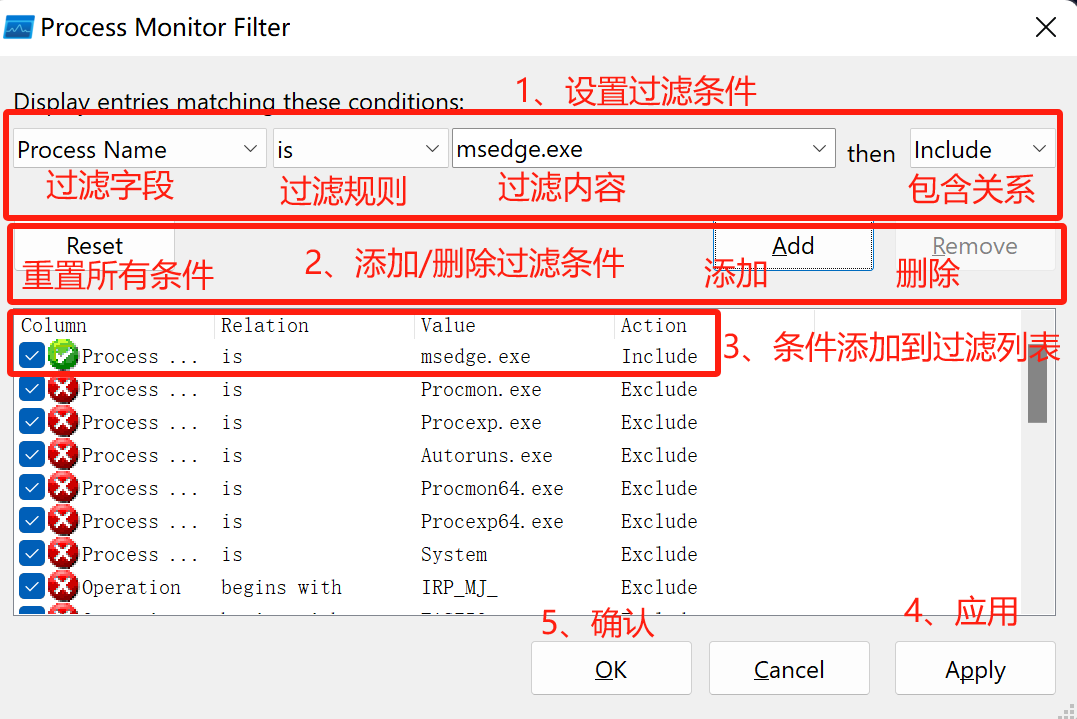 Process Monitor Filter
1、设置过滤条件
Display entries matching these conditions:
Process Name is msedge.exe then Include
过滤字段 过滤规则 过滤内容 包含关系
Reset Add Remove
重置所有条件 2、添加/删除过滤条件 添加 删除
Column Relation Value Action
Process ... is msedge.exe Include
3、条件添加到过滤列表
Process ... is Procmon.exe Exclude
Process ... is Procexp.exe Exclude
Process ... is Autoruns.exe Exclude
Process ... is Procmon64.exe Exclude
Process ... is Procexp64.exe Exclude
Process ... is System Exclude
Operation begins with IRP_MJ_ Exclude
5、确认 4、应用
OK Cancel Apply